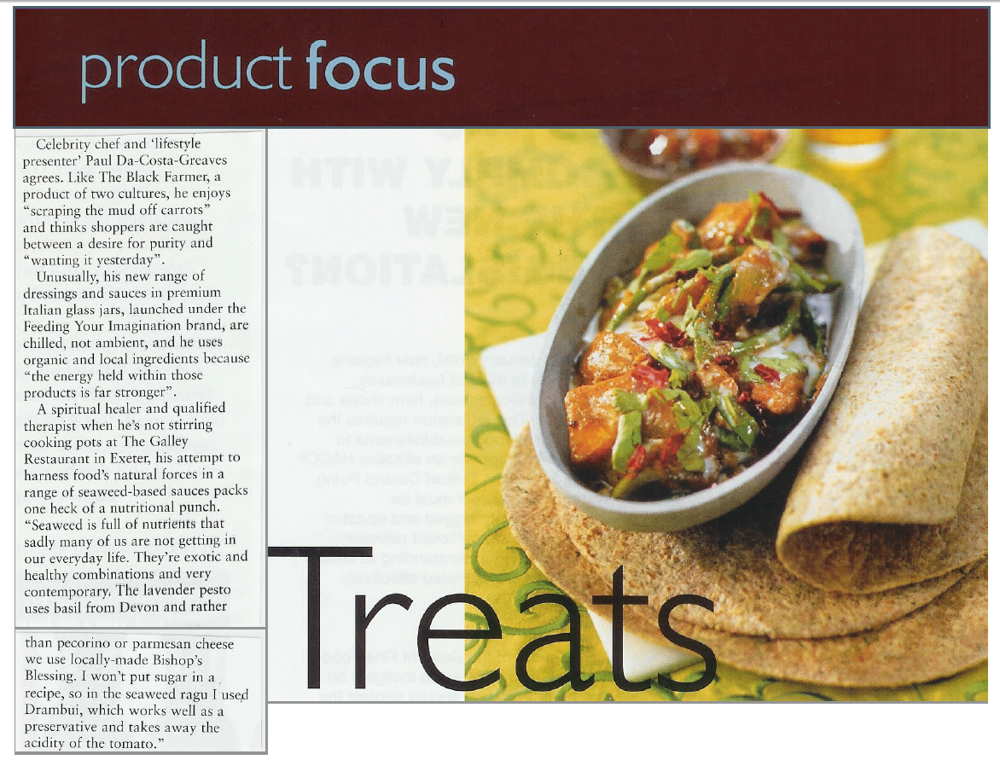 product focus
Celebrity chef and ‘lifestyle
presenter’ Paul Da-Costa-Greaves
agrees. Like The Black Farmer, a
product of two cultures, he enjoys
“scraping the mud off carrots”
and thinks shoppers are caught
between a desire for purity and
“wanting it yesterday”.
Unusually, his new range of
dressings and sauces in premium
Italian glass jars, launched under the
Feeding Your Imagination brand, are
chilled, not ambient, and he uses
organic and local ingredients because
“the energy held within those
products is far stronger”.
A spiritual healer and qualified
therapist when he’s not stirring
cooking pots at The Galley
Restaurant in Exeter, his attempt to
harness food’s natural forces in a
range of seaweed-based sauces packs
one heck of a nutritional punch.
“Seaweed is full of nutrients that
sadly many of us are not getting in
our everyday life. They’re exotic and
healthy combinations and very
contemporary. The lavender pesto
uses basil from Devon and rather
than pecorino or parmesan cheese
we use locally-made Bishop’s
Blessing. I won’t put sugar in a
recipe, so in the seaweed ragu I used
Drambui, which works well as a
preservative and takes away the
acidity of the tomato.”
Treats